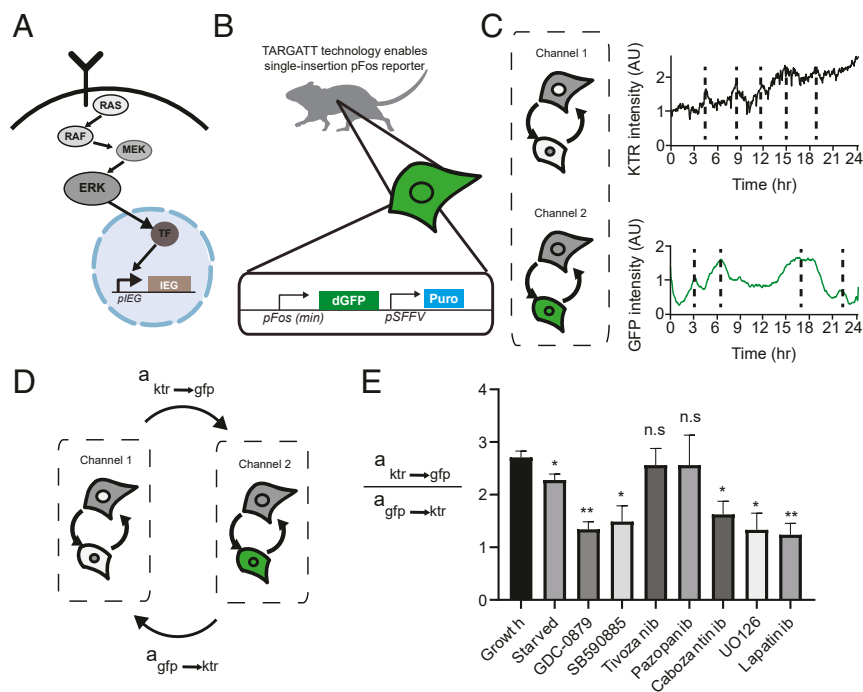 A
RAS
RAF
MEK
ERK
TF
IEG
pIEG
B
TARGATT technology enables
single-insertion pFos reporter
dGFP
Puro
pFos (min)
pSFFV
C
Channel 1
Channel 2
KTR intensity (AU)
2
1
0
0 3 6 9 12 15 18 21 24
Time (hr)
GFP intensity (AU)
2
1
0
0 3 6 9 12 15 18 21 24
Time (hr)
D
a ktr gfp
Channel 1
Channel 2
a gfp ktr
E
a ktr gfp
a gfp ktr
4
3
2
1
0
* ** * n.s n.s * * **
Growth
Starved
GDC-0879
SB590885
Tivozanib
Pazopanib
Cabozantinib
UO126
Lapatinib